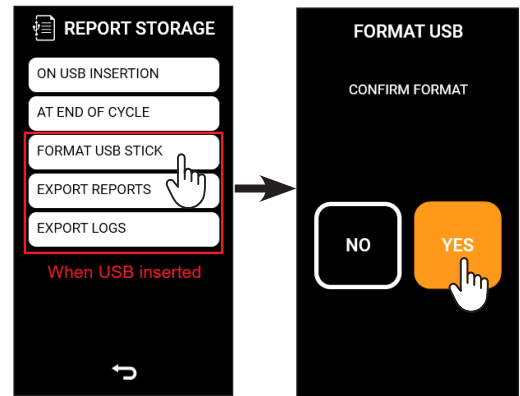 REPORT STORAGE
ON USB INSERTION
AT END OF CYCLE
FORMAT USB STICK
EXPORT REPORTS
EXPORT LOGS
When USB inserted
FORMAT USB
CONFIRM FORMAT
NO
YES